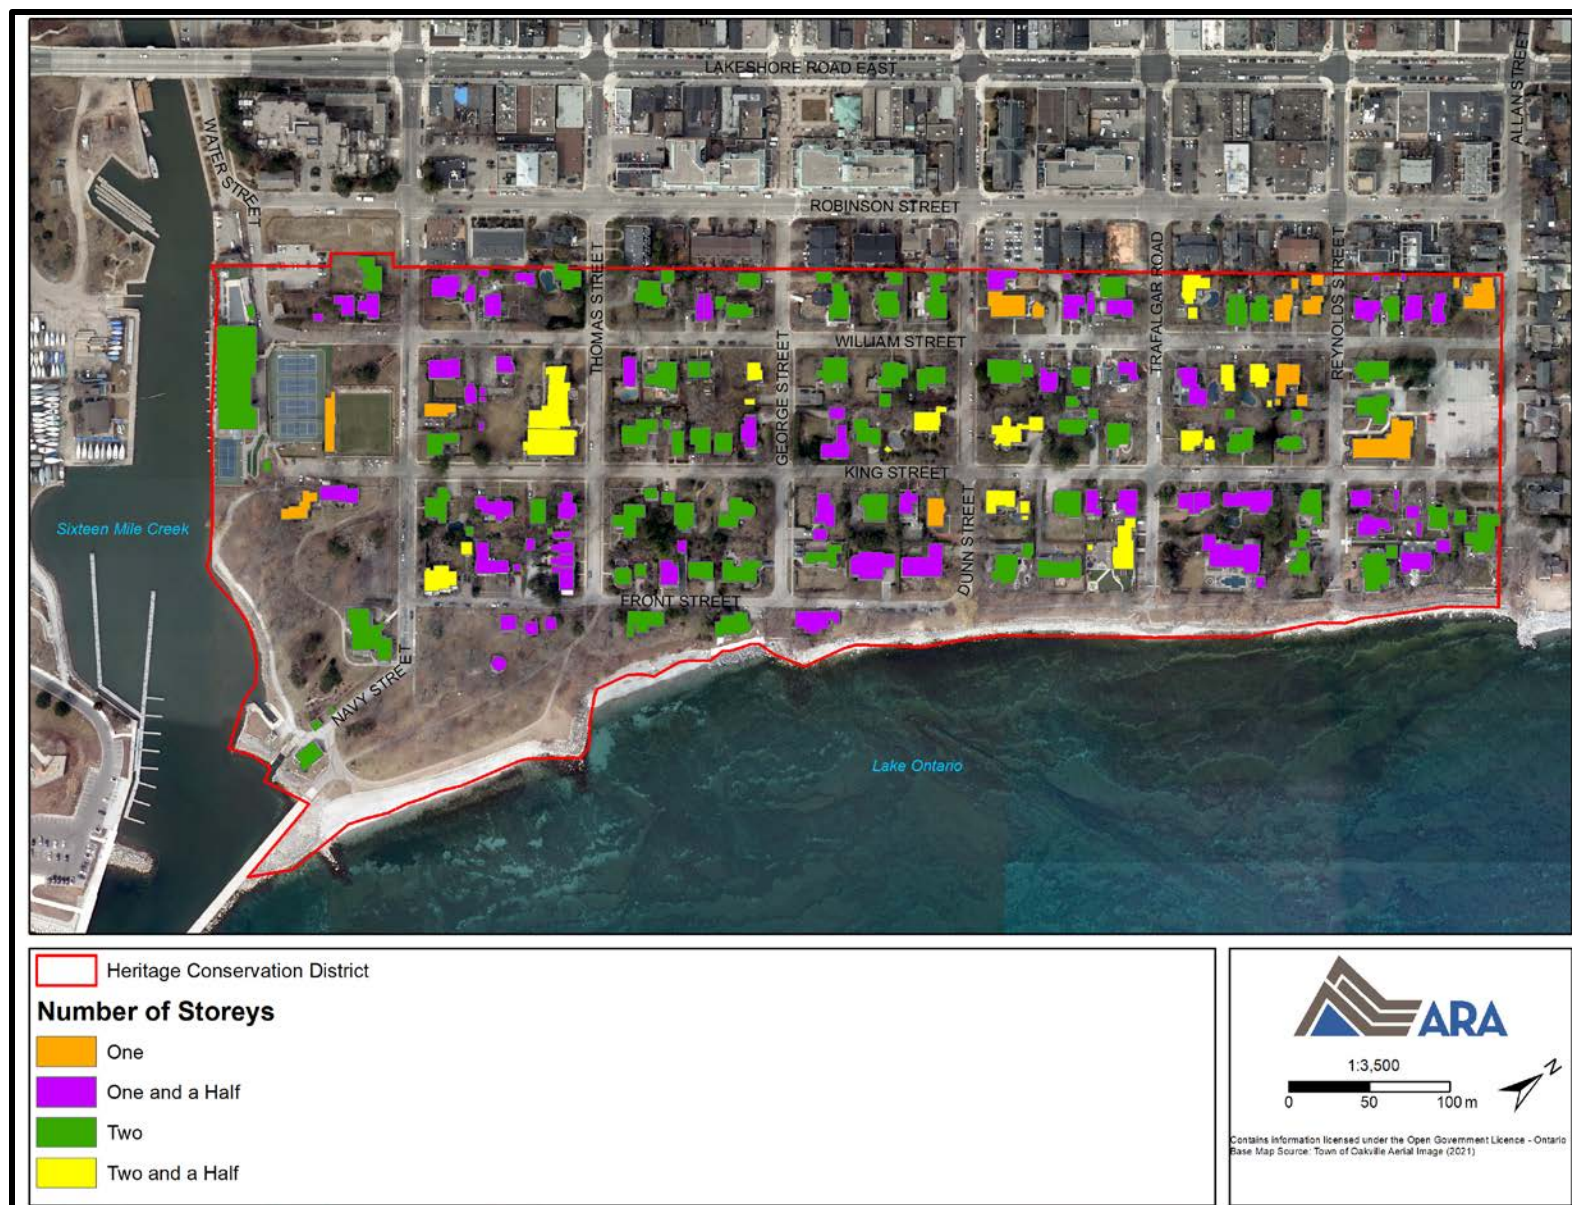 LAKESHORE ROAD EAST
ALLAN STREET
WATER STREET
ROBINSON STREET
THOMAS STREET
TRAFALGAR ROAD
REYNOLDS STREET
WILLIAM STREET
GEORGE STREET
KING STREET
Sixteen Mile Creek
DUNN STREET
FRONT STREET
NAVY STREET
Lake Ontario
Heritage Conservation District
Number of Storeys
One
One and a Half
Two
Two and a Half
ARA
1:3,500
N
0 50 100 m
Contains information licensed under the Open Government Licence - Ontario
Base Map Source: Town of Oakville Aerial Image (2021)